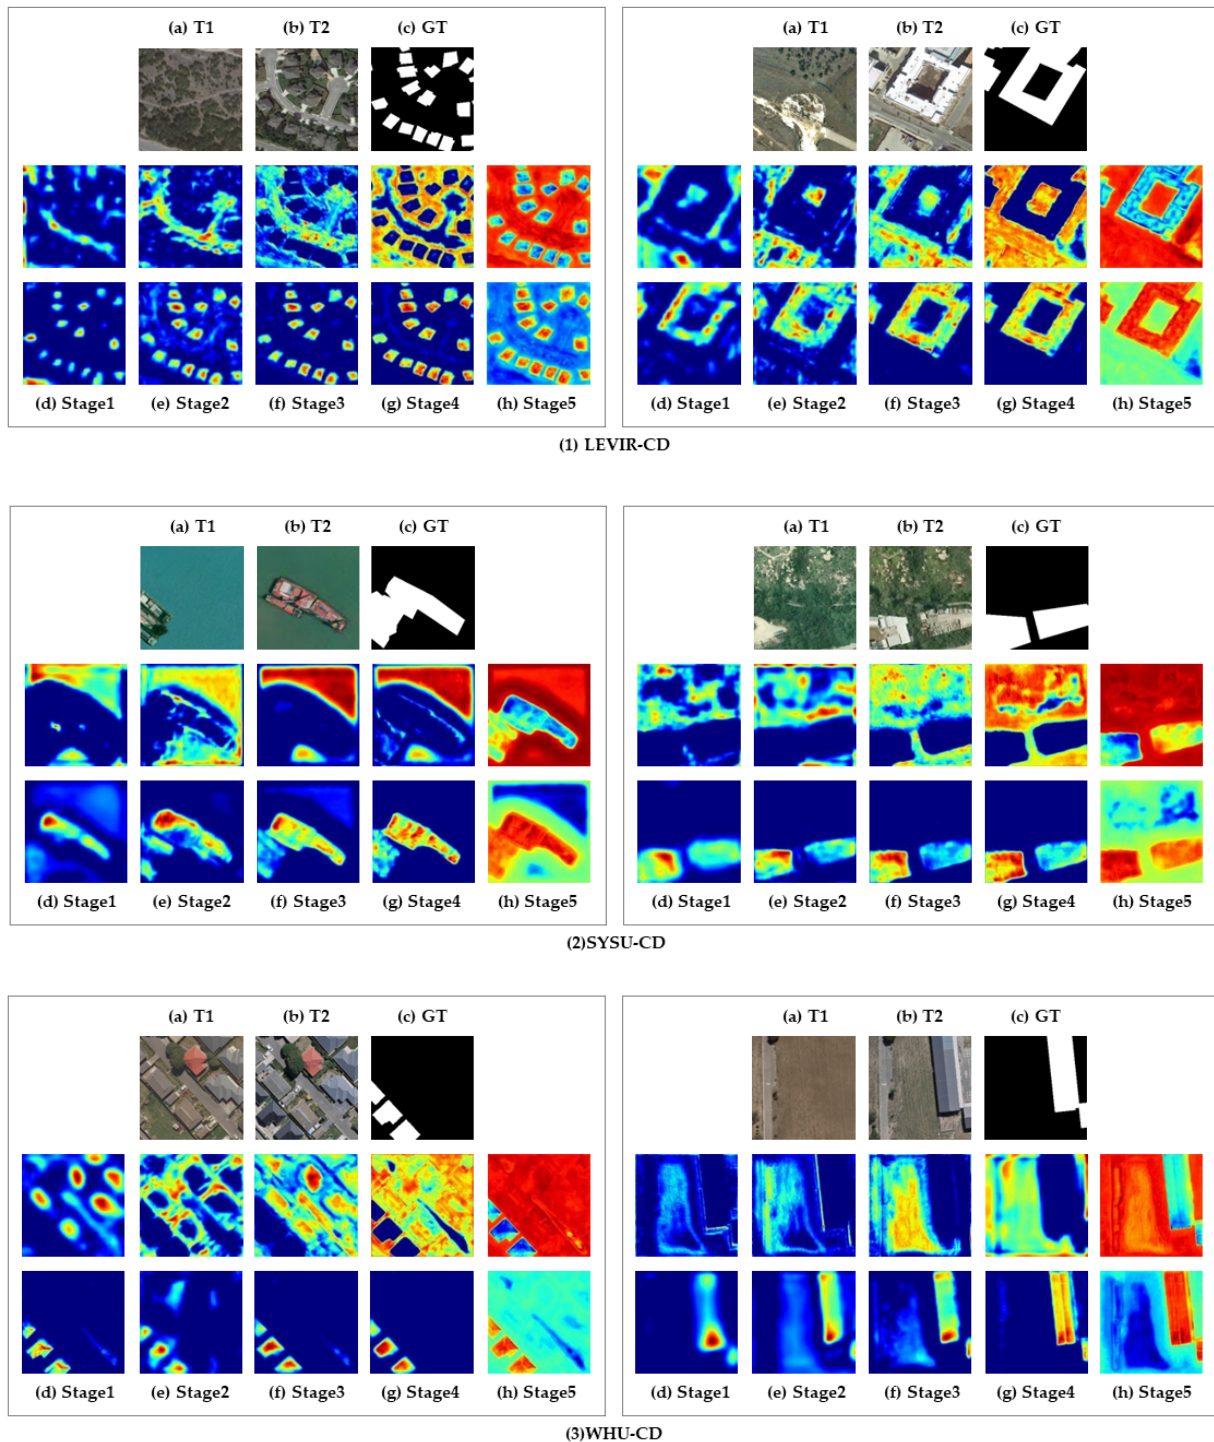 (a) T1 (b) T2 (c) GT
(a) T1 (b) T2 (c) GT
(d) Stage1 (e) Stage2 (f) Stage3 (g) Stage4 (h) Stage5
(d) Stage1 (e) Stage2 (f) Stage3 (g) Stage4 (h) Stage5
(1) LEVIR-CD
(a) T1 (b) T2 (c) GT
(a) T1 (b) T2 (c) GT
(d) Stage1 (e) Stage2 (f) Stage3 (g) Stage4 (h) Stage5
(d) Stage1 (e) Stage2 (f) Stage3 (g) Stage4 (h) Stage5
(2)SYSU-CD
(a) T1 (b) T2 (c) GT
(a) T1 (b) T2 (c) GT
(d) Stage1 (e) Stage2 (f) Stage3 (g) Stage4 (h) Stage5
(d) Stage1 (e) Stage2 (f) Stage3 (g) Stage4 (h) Stage5
(3)WHU-CD